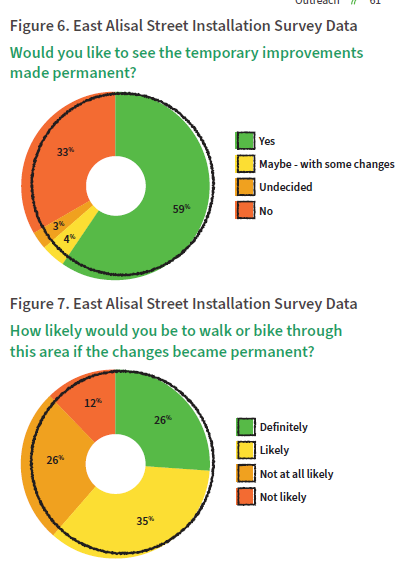 Outreach // 61
Figure 6. East Alisal Street Installation Survey Data
Would you like to see the temporary improvements
made permanent?
33%
59%
3%
4%
Yes
Maybe - with some changes
Undecided
No
Figure 7. East Alisal Street Installation Survey Data
How likely would you be to walk or bike through
this area if the changes became permanent?
12%
26%
26%
35%
Definitely
Likely
Not at all likely
Not likely